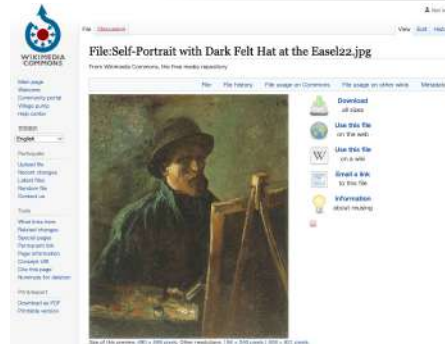 File
Discussion
View
Edit
WIKIMEDIA
COMMONS
File:Self-Portrait with Dark Felt Hat at the Easel22.jpg
From Wikimedia Commons, the free media repository
File
File history
File usage on Commons
File usage on other wikis
Metadata
Main page
Welcome
Community portal
Village pump
Help center
English
Participate
Upload file
Recent changes
Latest files
Random file
Contact us
Tools
What links here
Related changes
Special pages
Permanent link
Page information
Concept URI
Cite this page
Nominate for deletion
Print/export
Download as PDF
Printable version
Download
all sizes
Use this file
on the web
W
Use this file
on a wiki
Email a link
to this file
Information
about reusing